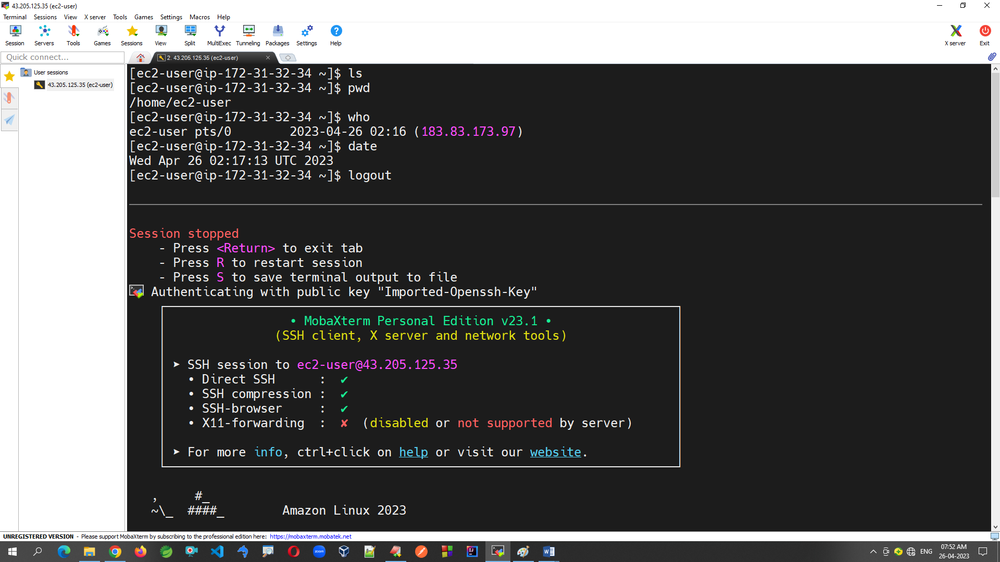 43.205.125.35 (ec2-user)
Terminal Sessions View X server Tools Games Settings Macros Help
Session Servers Tools Games Sessions View Split MultiExec Tunneling Packages Settings Help X server Exit
Quick connect...
2. 43.205.125.35 (ec2-user)
User sessions
43.205.125.35 (ec2-user)
[ec2-user@ip-172-31-32-34 ~]$ ls
[ec2-user@ip-172-31-32-34 ~]$ pwd
/home/ec2-user
[ec2-user@ip-172-31-32-34 ~]$ who
ec2-user pts/0        2023-04-26 02:16 (183.83.173.97)
[ec2-user@ip-172-31-32-34 ~]$ date
Wed Apr 26 02:17:13 UTC 2023
[ec2-user@ip-172-31-32-34 ~]$ logout
Session stopped
- Press <Return> to exit tab
- Press R to restart session
- Press S to save terminal output to file
Authenticating with public key "Imported-Openssh-Key"
• MobaXterm Personal Edition v23.1 •
(SSH client, X server and network tools)
➤ SSH session to ec2-user@43.205.125.35
• Direct SSH      :  ✔
• SSH compression :  ✔
• SSH-browser     :  ✔
• X11-forwarding  :  ✘  (disabled or not supported by server)
➤ For more info, ctrl+click on help or visit our website.
,     #_
~\_  ####_        Amazon Linux 2023
UNREGISTERED VERSION - Please support MobaXterm by subscribing to the professional edition here: https://mobaxterm.mobatek.net
zoom
IJ
ENG
07:52 AM
26-04-2023